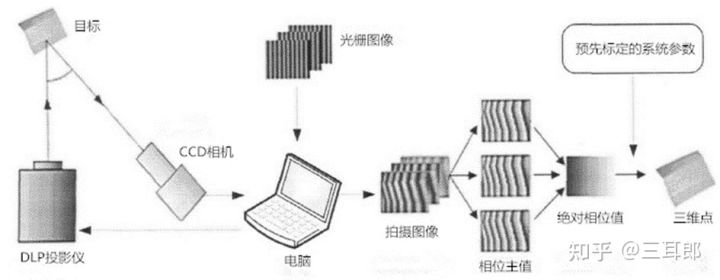 目标
光栅图像
预先标定的系统参数
CCD相机
DLP投影仪
电脑
拍摄图像
相位主值
绝对相位值
三维点
知乎 @三耳郎